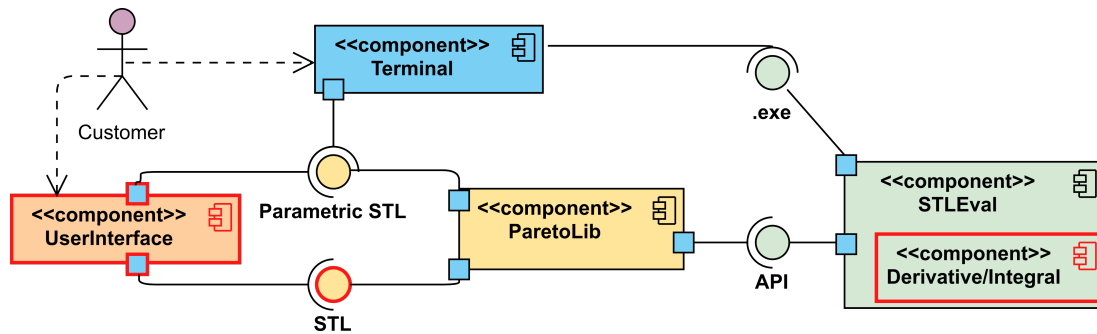 <<component>>
Terminal
Customer
.exe
<<component>>
UserInterface
Parametric STL
<<component>>
ParetoLib
<<component>>
STLEval
<<component>>
Derivative/Integral
API
STL